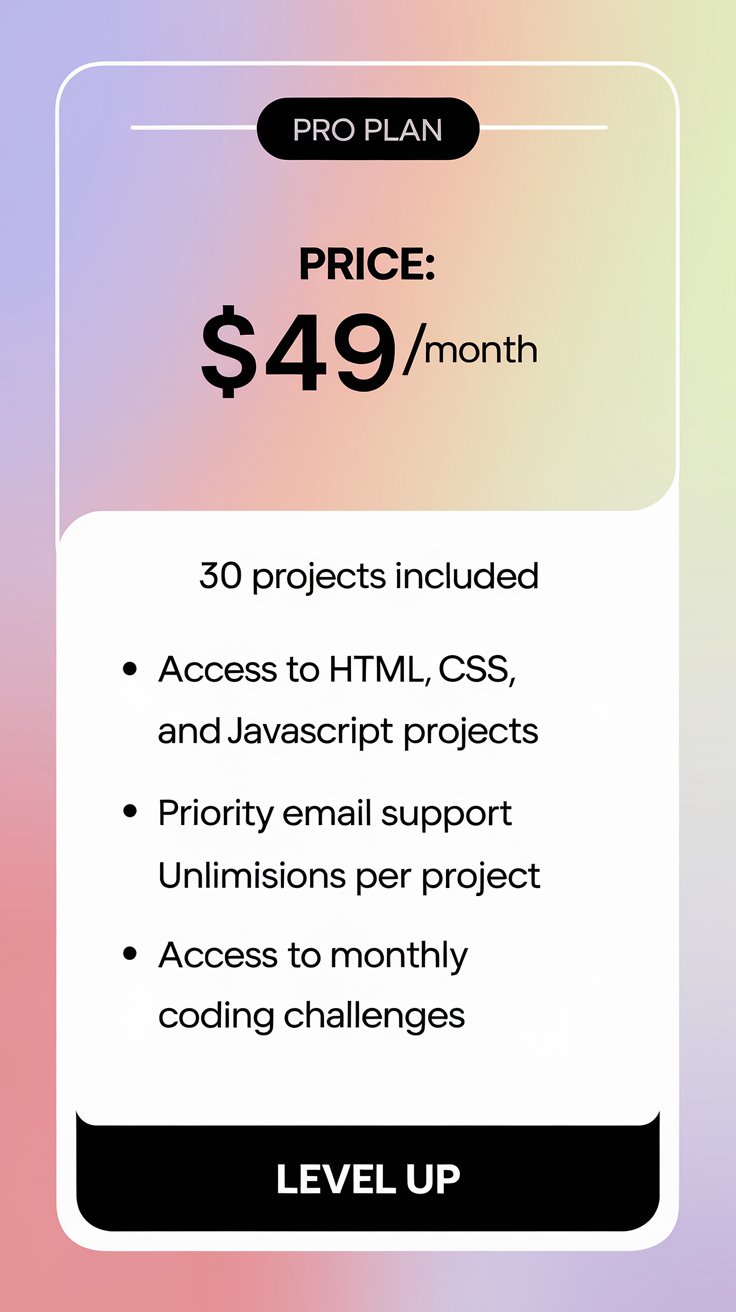 PRO PLAN
PRICE:
$49/month
30 projects included
• Access to HTML, CSS,
and Javascript projects
• Priority email support
Unlimisions per project
• Access to monthly
coding challenges
LEVEL UP